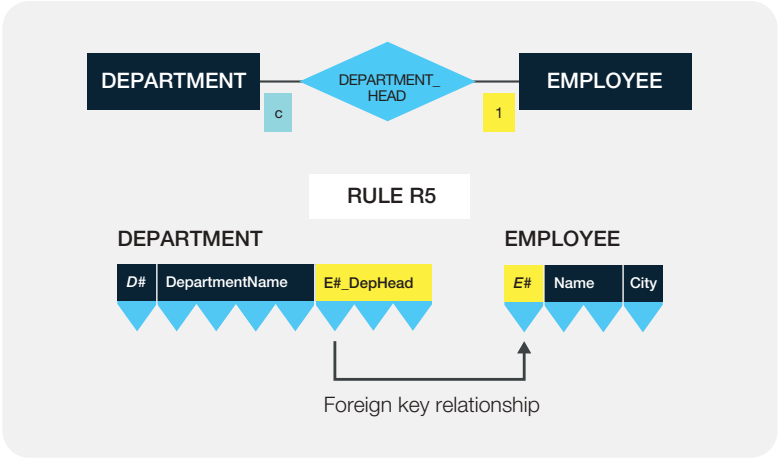 DEPARTMENT
DEPARTMENT_
HEAD
EMPLOYEE
c
1
RULE R5
DEPARTMENT
EMPLOYEE
D# DepartmentName E#_DepHead
E# Name City
Foreign key relationship